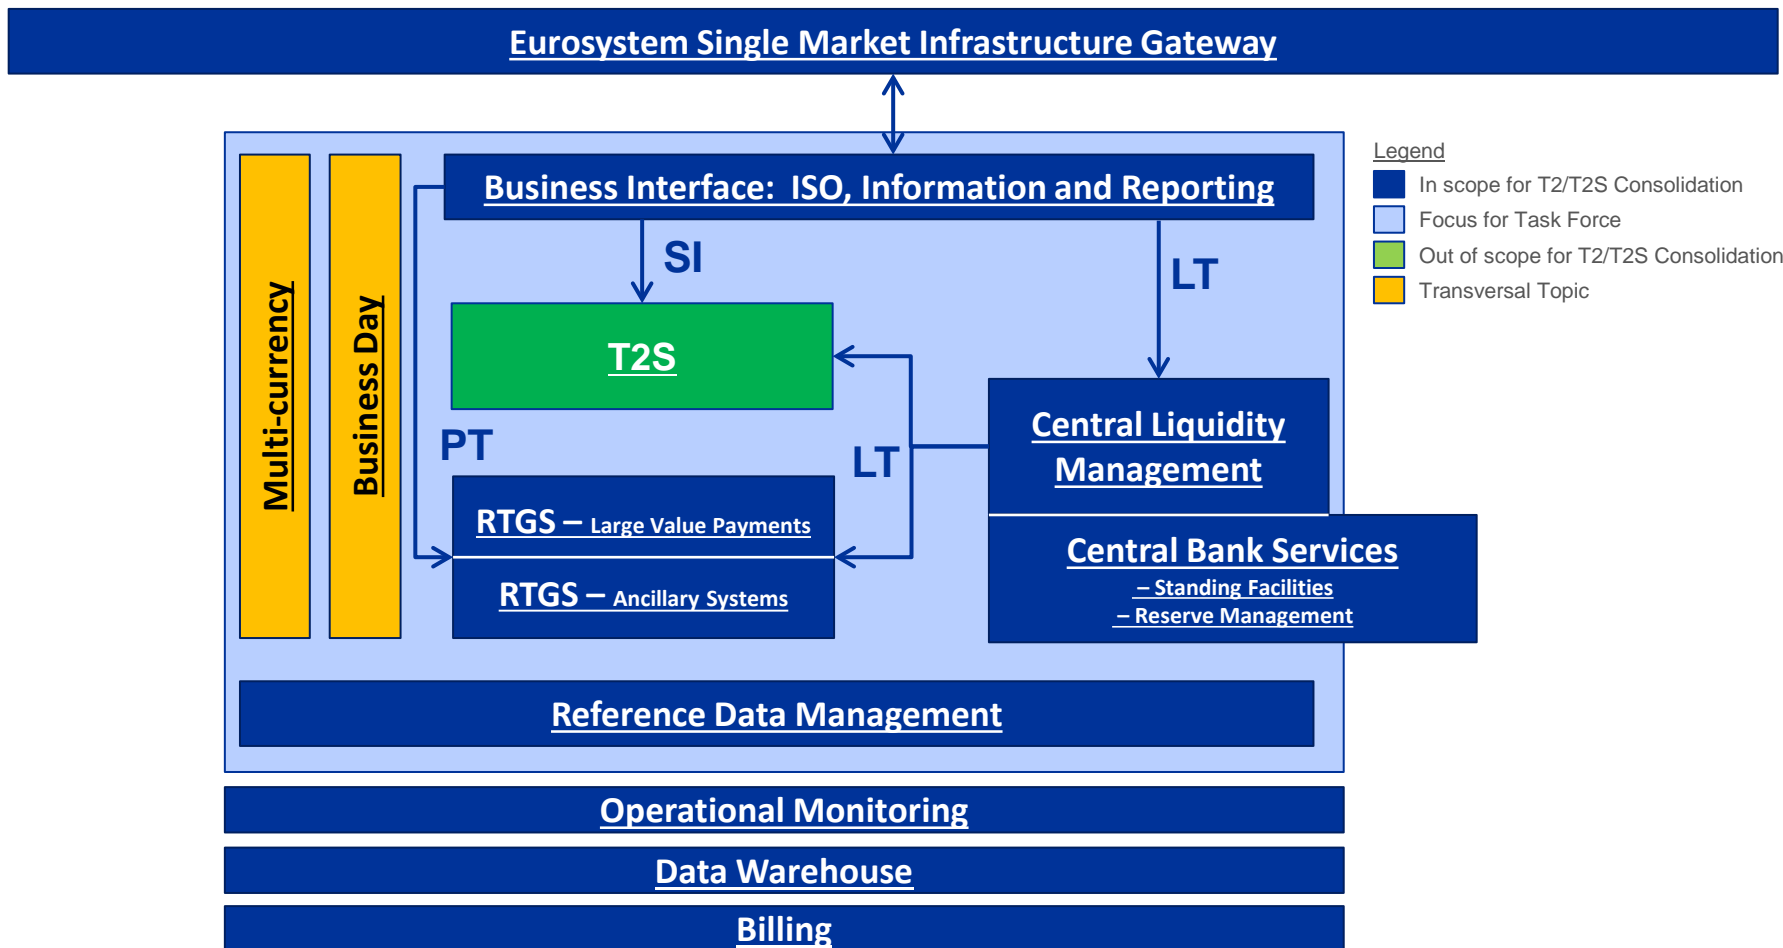 Eurosystem Single Market Infrastructure Gateway
Legend
In scope for T2/T2S Consolidation
Focus for Task Force
Out of scope for T2/T2S Consolidation
Transversal Topic
Multi-currency
Business Day
Business Interface:  ISO, Information and Reporting
SI
LT
T2S
PT
LT
Central Liquidity
Management
RTGS – Large Value Payments
RTGS – Ancillary Systems
Central Bank Services
– Standing Facilities
– Reserve Management
Reference Data Management
Operational Monitoring
Data Warehouse
Billing